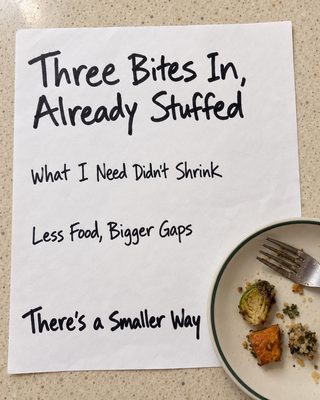 Three Bites In,
Already Stuffed
What I Need Didn't Shrink
Less Food, Bigger Gaps
There's a Smaller Way